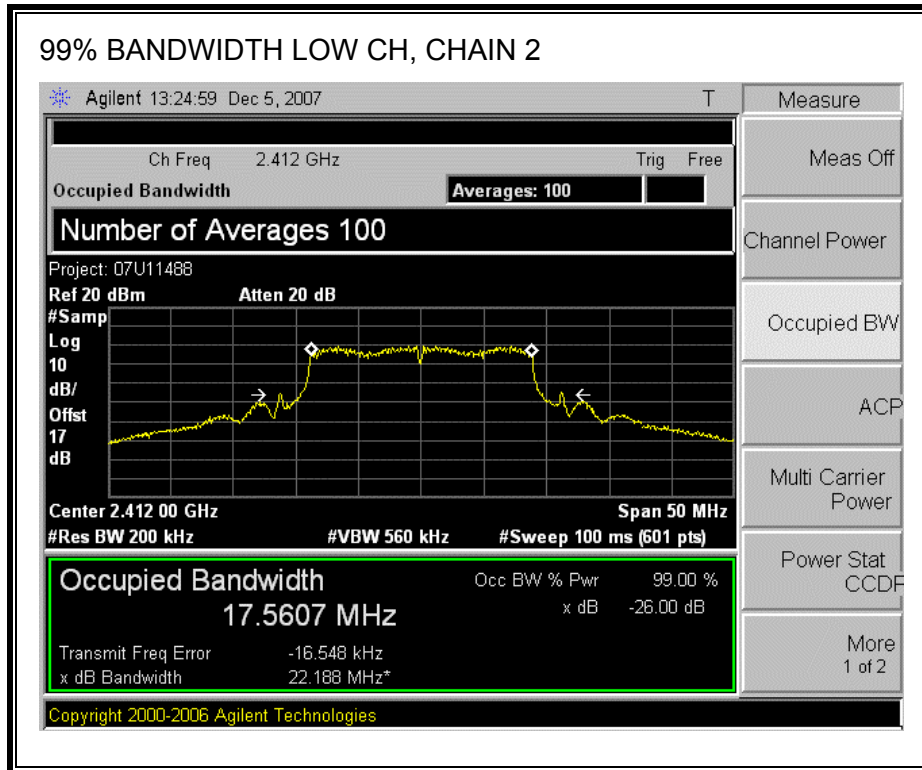 99% BANDWIDTH LOW CH, CHAIN 2
Agilent 13:24:59 Dec 5, 2007 T
Measure
Ch Freq 2.412 GHz Trig Free
Occupied Bandwidth Averages: 100
Number of Averages 100
Project: 07U11488
Ref 20 dBm Atten 20 dB
#Samp
Log
10
dB/
Offst
17
dB
Center 2.412 00 GHz Span 50 MHz
#Res BW 200 kHz #VBW 560 kHz #Sweep 100 ms (601 pts)
Occupied Bandwidth Occ BW % Pwr 99.00 %
17.5607 MHz x dB -26.00 dB
Transmit Freq Error -16.548 kHz
x dB Bandwidth 22.188 MHz*
Copyright 2000-2006 Agilent Technologies
Meas Off
Channel Power
Occupied BW
ACP
Multi Carrier
Power
Power Stat
CCDF
More
1 of 2